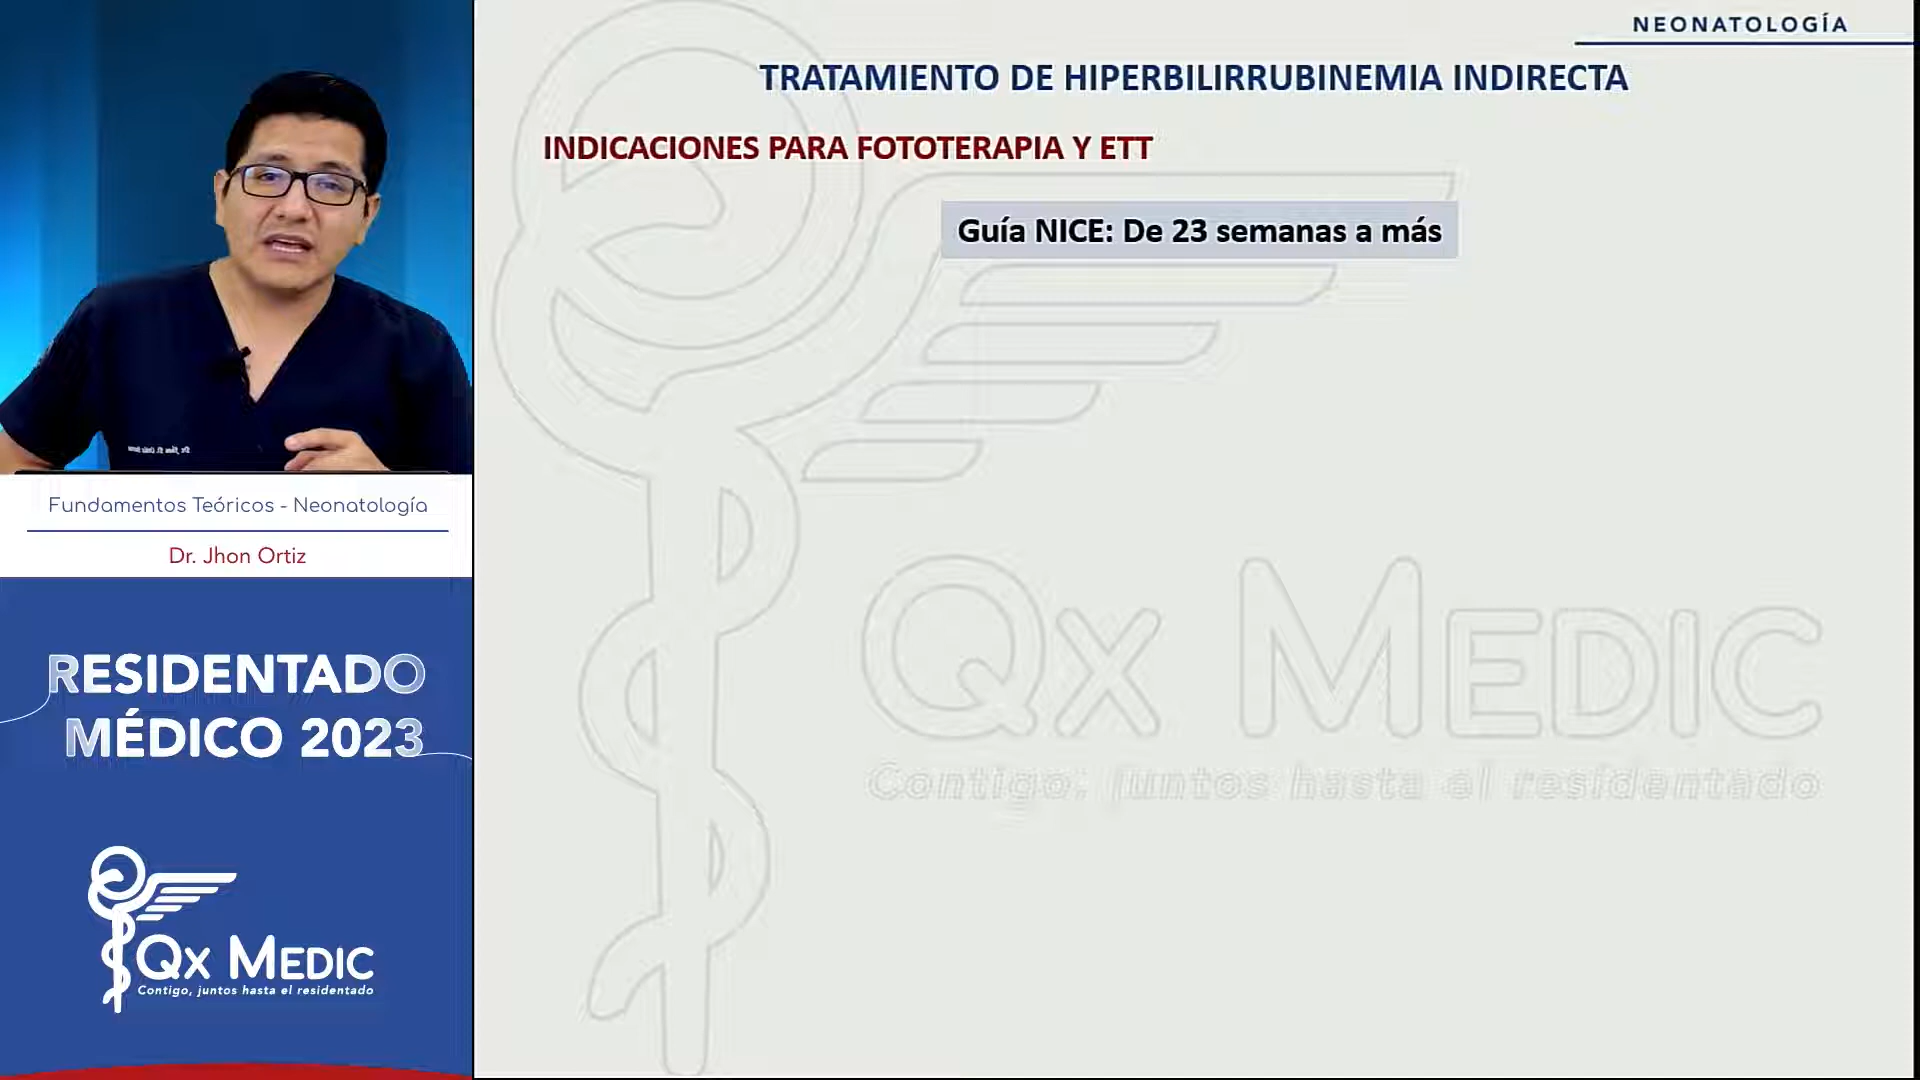 NEONATOLOGÍA
TRATAMIENTO DE HIPERBILIRRUBINEMIA INDIRECTA
INDICACIONES PARA FOTOTERAPIA Y ETT
Guía NICE: De 23 semanas a más
Fundamentos Teóricos - Neonatología
Dr. Jhon Ortiz
RESIDENTADO
MÉDICO 2023
QX MEDIC
Contigo, juntos hasta el residentado
QX MEDIC
Contigo, juntos hasta el residentado